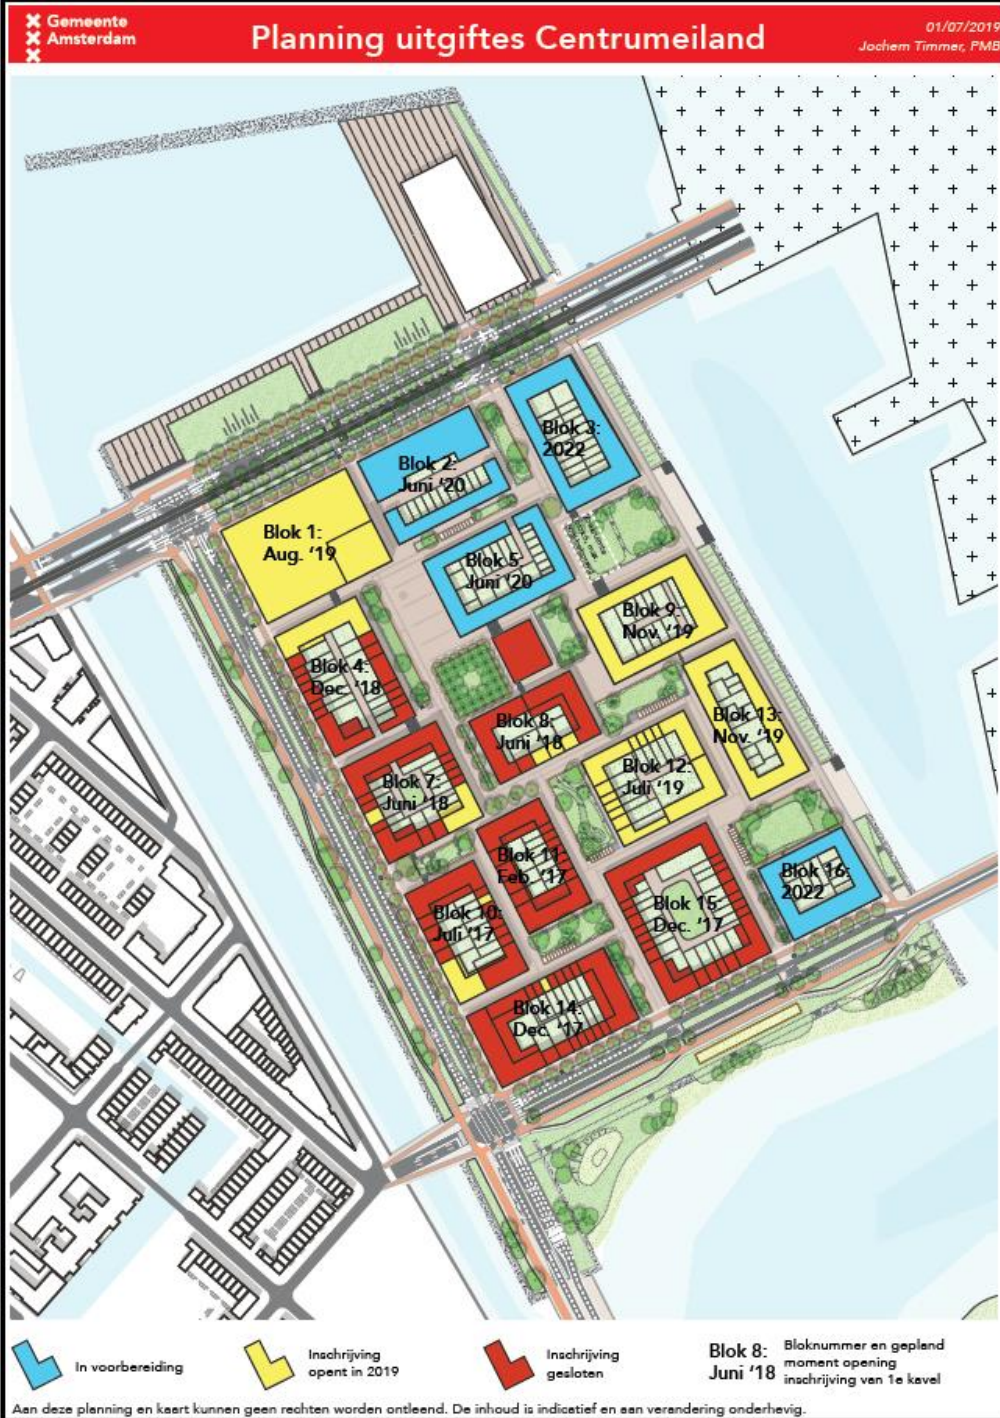 Gemeente
Amsterdam
Planning uitgiftes Centrumeiland
01/07/2019
Jochem Timmer, PMB
Blok 3:
2022
Blok 2:
Juni '20
Blok 1:
Aug. '19
Blok 5:
Juni '20
Blok 9:
Nov. '19
Blok 4:
Dec. '18
Blok 8:
Juni '18
Blok 13:
Nov. '19
Blok 7:
Juni '18
Blok 12:
Juli '19
Blok 11:
Feb. '17
Blok 16:
2022
Blok 10:
Juli '17
Blok 15:
Dec. '17
Blok 14:
Dec. '17
In voorbereiding
Inschrijving
opent in 2019
Inschrijving
gesloten
Blok 8:
Juni '18
Bloknummer en gepland
moment opening
inschrijving van 1e kavel
Aan deze planning en kaart kunnen geen rechten worden ontleend. De inhoud is indicatief en aan verandering onderhevig.